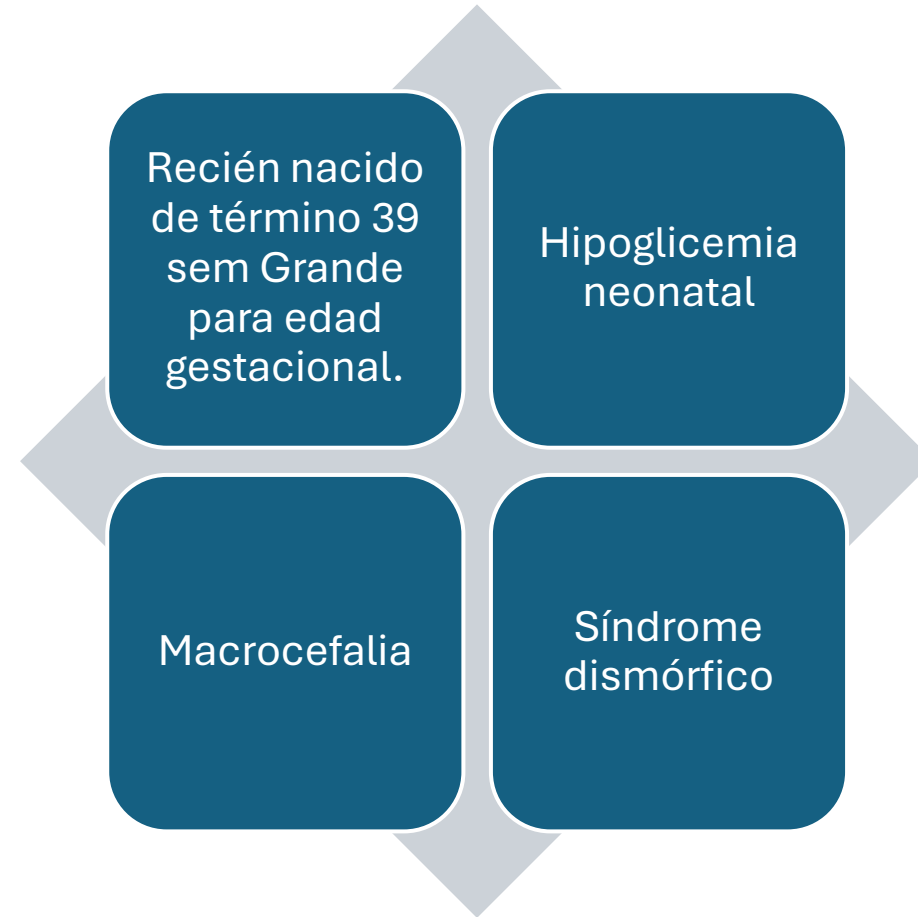 Recién nacido
de término 39
sem Grande
para edad
gestacional.
Hipoglicemia
neonatal
Macrocefalia
Síndrome
dismórfico